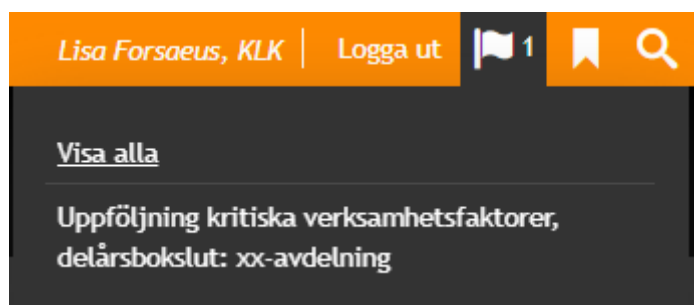 Lisa Forsaeus, KLK Logga ut 1
Visa alla
Uppföljning kritiska verksamhetsfaktorer,
delårsbokslut: xx-avdelning